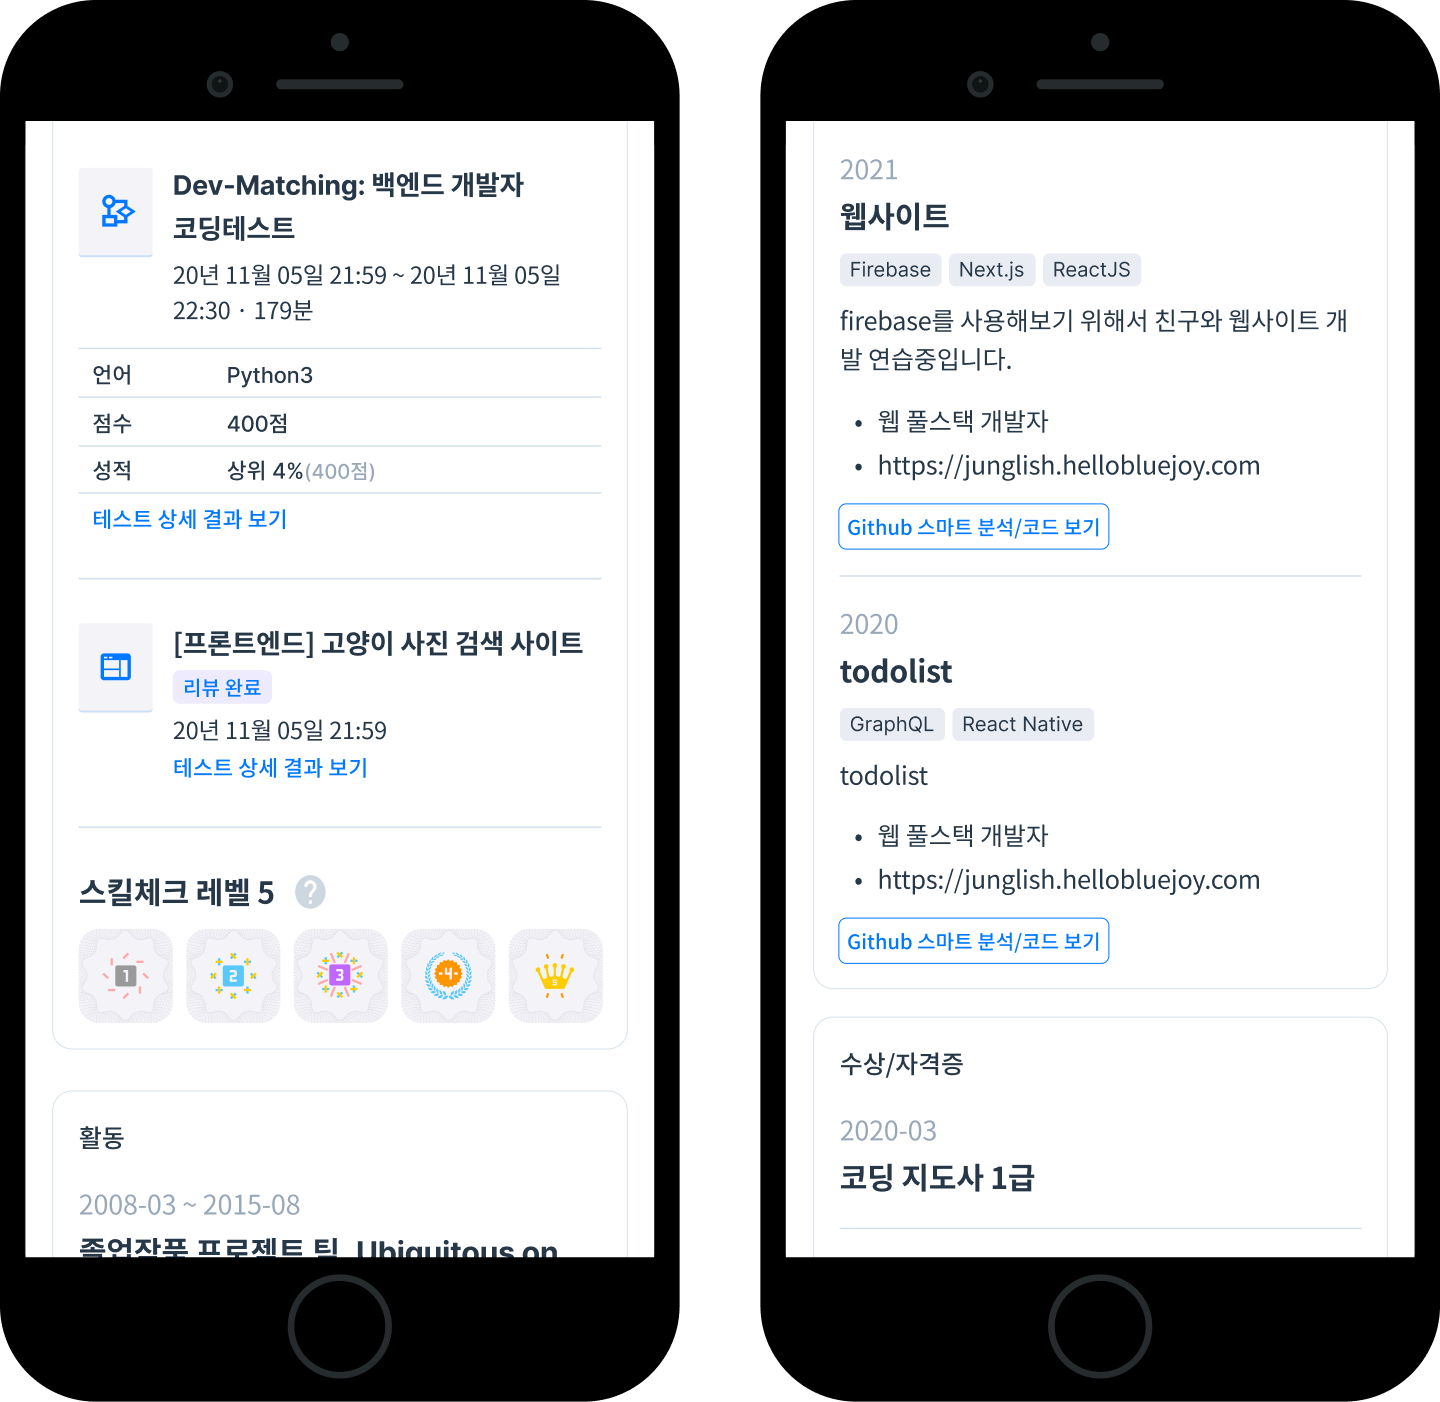 Dev-Matching: 백엔드 개발자
코딩테스트
20년 11월 05일 21:59 ~ 20년 11월 05일
22:30 · 179분
언어 Python3
점수 400점
성적 상위 4%(400점)
테스트 상세 결과 보기
[프론트엔드] 고양이 사진 검색 사이트
리뷰 완료
20년 11월 05일 21:59
테스트 상세 결과 보기
스킬체크 레벨 5 ?
1 2 3 4 5
활동
2008-03 ~ 2015-08
졸업작품 프로젝트 팀, Ubiquitous on
2021
웹사이트
Firebase Next.js ReactJS
firebase를 사용해보기 위해서 친구와 웹사이트 개
발 연습중입니다.
• 웹 풀스택 개발자
• https://junglish.hellobluejoy.com
Github 스마트 분석/코드 보기
2020
todolist
GraphQL React Native
todolist
• 웹 풀스택 개발자
• https://junglish.hellobluejoy.com
Github 스마트 분석/코드 보기
수상/자격증
2020-03
코딩 지도사 1급